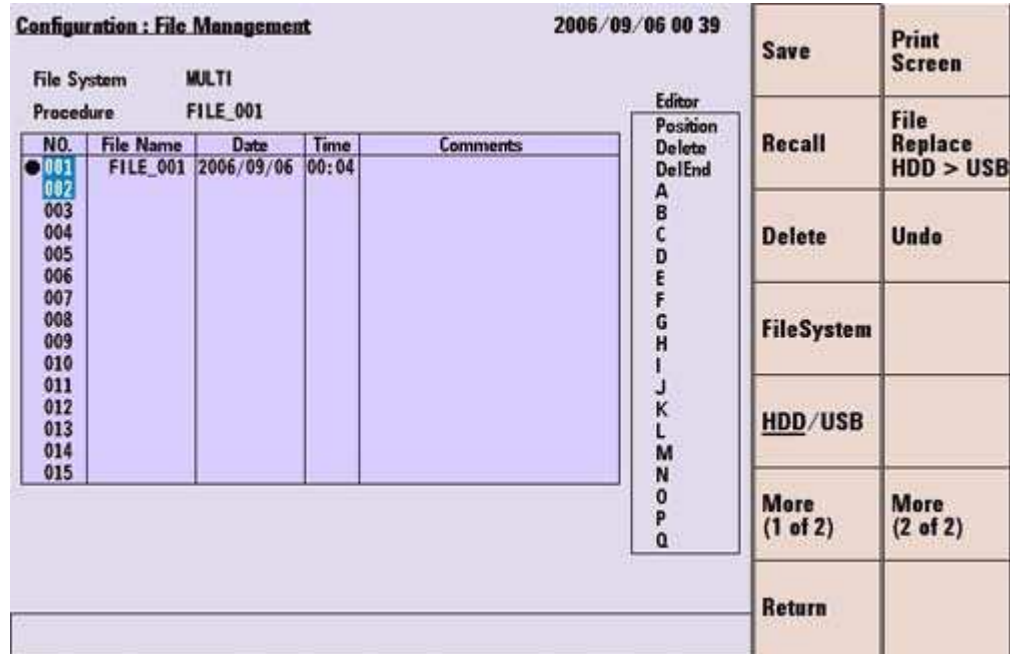 Configuration : File Management 2006/09/06 00 39
File System MULTI
Procedure FILE_001
NO. File Name Date Time Comments
001 FILE_001 2006/09/06 00:04
002
003
004
005
006
007
008
009
010
011
012
013
014
015
Editor
Position
Delete
DelEnd
A
B
C
D
E
F
G
H
I
J
K
L
M
N
O
P
Q
Save
Recall
Delete
FileSystem
HDD/USB
More
(1 of 2)
Return
Print
Screen
File
Replace
HDD > USB
Undo
More
(2 of 2)